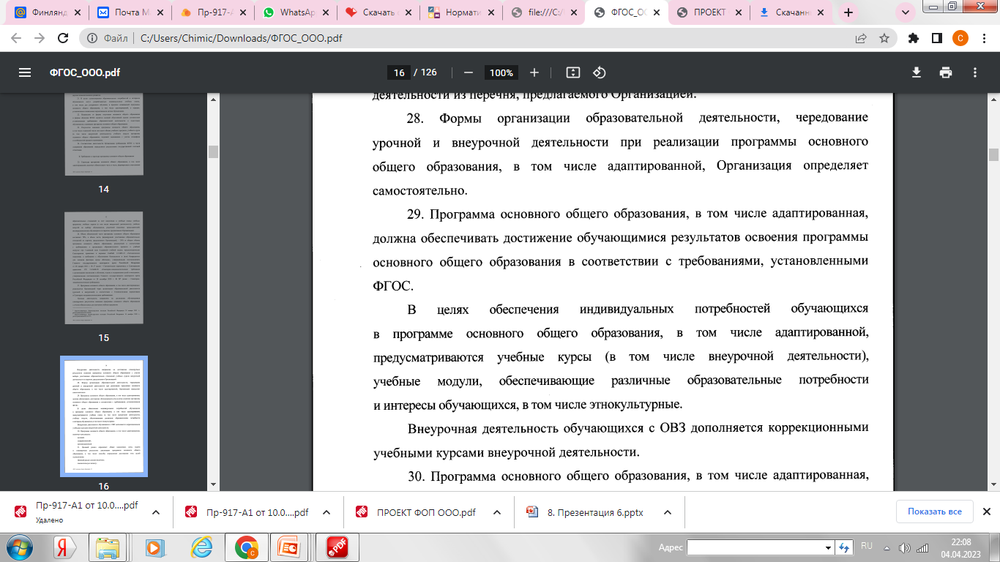 Финлянд
Почта М
Пр-917-А
WhatsAp
Скачать
Нормати
file:///C:/
ФГОС_ОО
ПРОЕКТ
Скачанн
Файл
C:/Users/Chimic/Downloads/ФГОС_ООО.pdf
С
ФГОС_ООО.pdf
16 / 126
100%
деятельности из перечня, предлагаемого Организацией.
28. Формы организации образовательной деятельности, чередование
урочной и внеурочной деятельности при реализации программы основного
общего образования, в том числе адаптированной, Организация определяет
самостоятельно.
29. Программа основного общего образования, в том числе адаптированная,
должна обеспечивать достижение обучающимися результатов освоения программы
основного общего образования в соответствии с требованиями, установленными
ФГОС.
В целях обеспечения индивидуальных потребностей обучающихся
в программе основного общего образования, в том числе адаптированной,
предусматриваются учебные курсы (в том числе внеурочной деятельности),
учебные модули, обеспечивающие различные образовательные потребности
и интересы обучающихся, в том числе этнокультурные.
Внеурочная деятельность обучающихся с ОВЗ дополняется коррекционными
учебными курсами внеурочной деятельности.
30. Программа основного общего образования, в том числе адаптированная,
14
15
16
Пр-917-А1 от 10.0....pdf
Удалено
Пр-917-А1 от 10.0....pdf
ПРОЕКТ ФОП ООО.pdf
8. Презентация 6.pptx
Показать все
Адрес
RU
22:08
04.04.2023